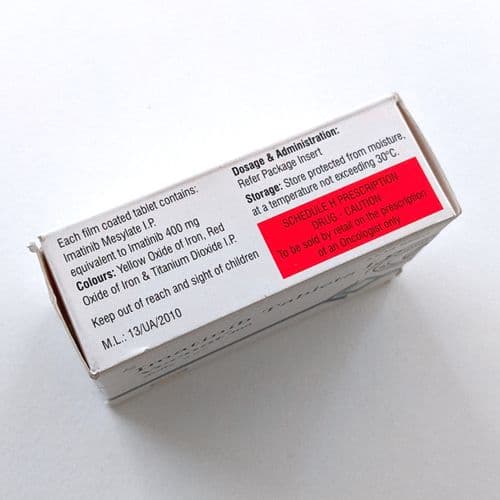 Each film coated tablet contains:
Imatinib Mesylate I.P.
equivalent to Imatinib 400 mg
Colours: Yellow Oxide of Iron, Red
Oxide of Iron & Titanium Dioxide I.P.
Keep out of reach and sight of children
M.L.: 13/UA/2010
Dosage & Administration:
Refer Package Insert
Storage: Store protected from moisture,
at a temperature not exceeding 30°C.
SCHEDULE H PRESCRIPTION
DRUG - CAUTION
To be sold by retail on the prescription
of an Oncologist only
Imatinib Tablets